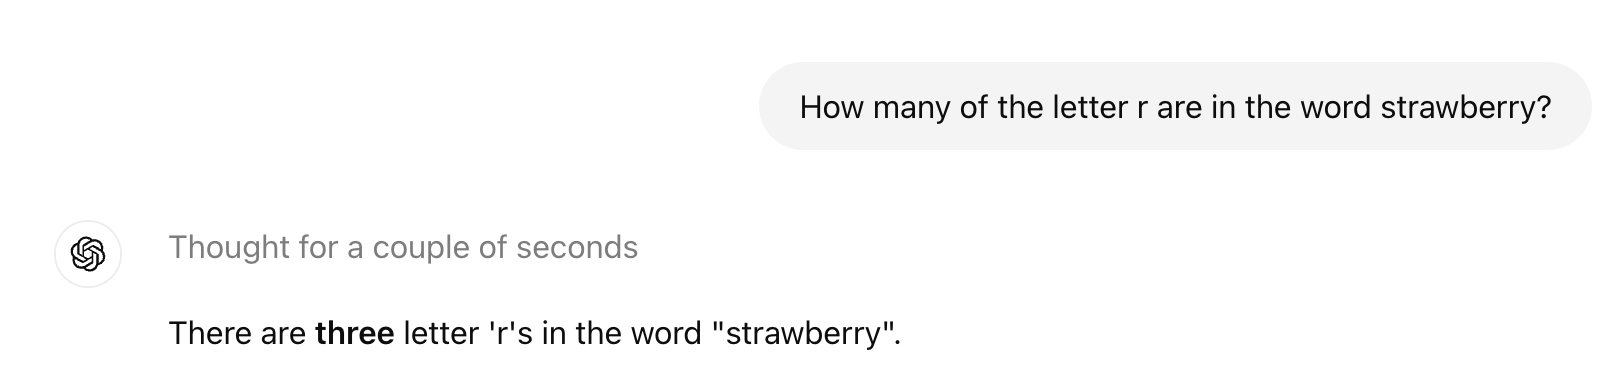 How many of the letter r are in the word strawberry?
Thought for a couple of seconds
There are three letter 'r's in the word "strawberry".